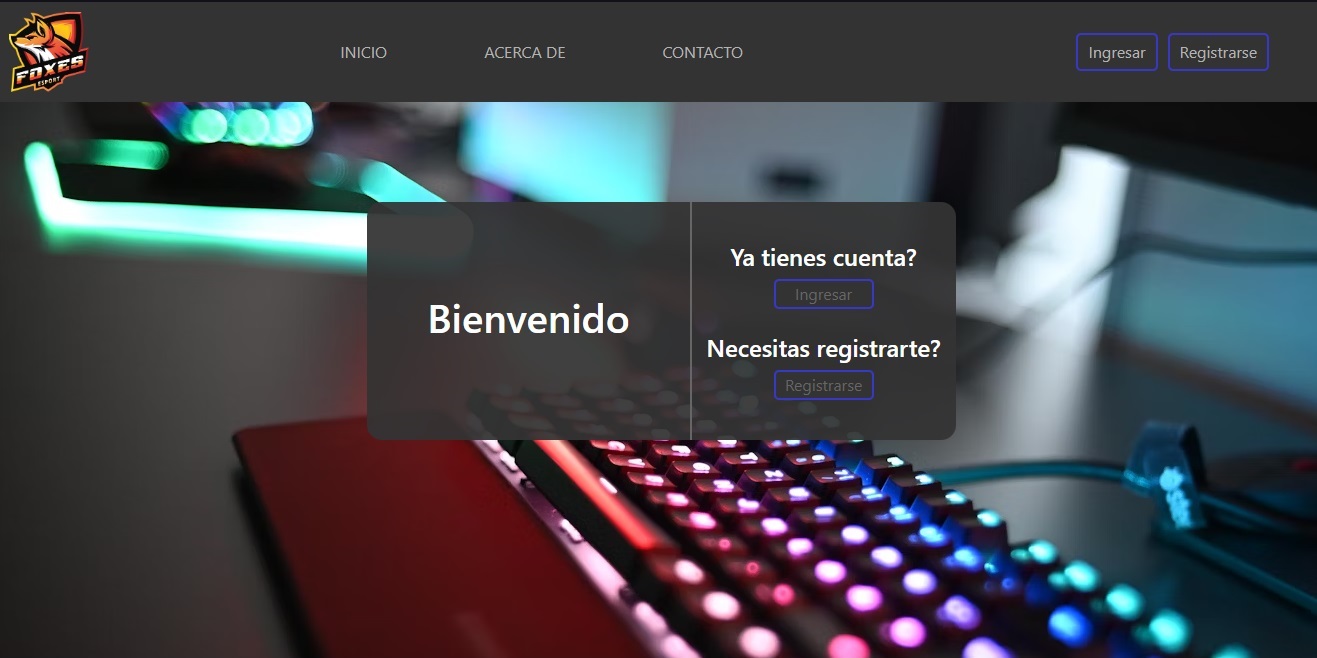 FOXES
ESPORT
INICIO
ACERCA DE
CONTACTO
Ingresar
Registrarse
Bienvenido
Ya tienes cuenta?
Ingresar
Necesitas registrarte?
Registrarse